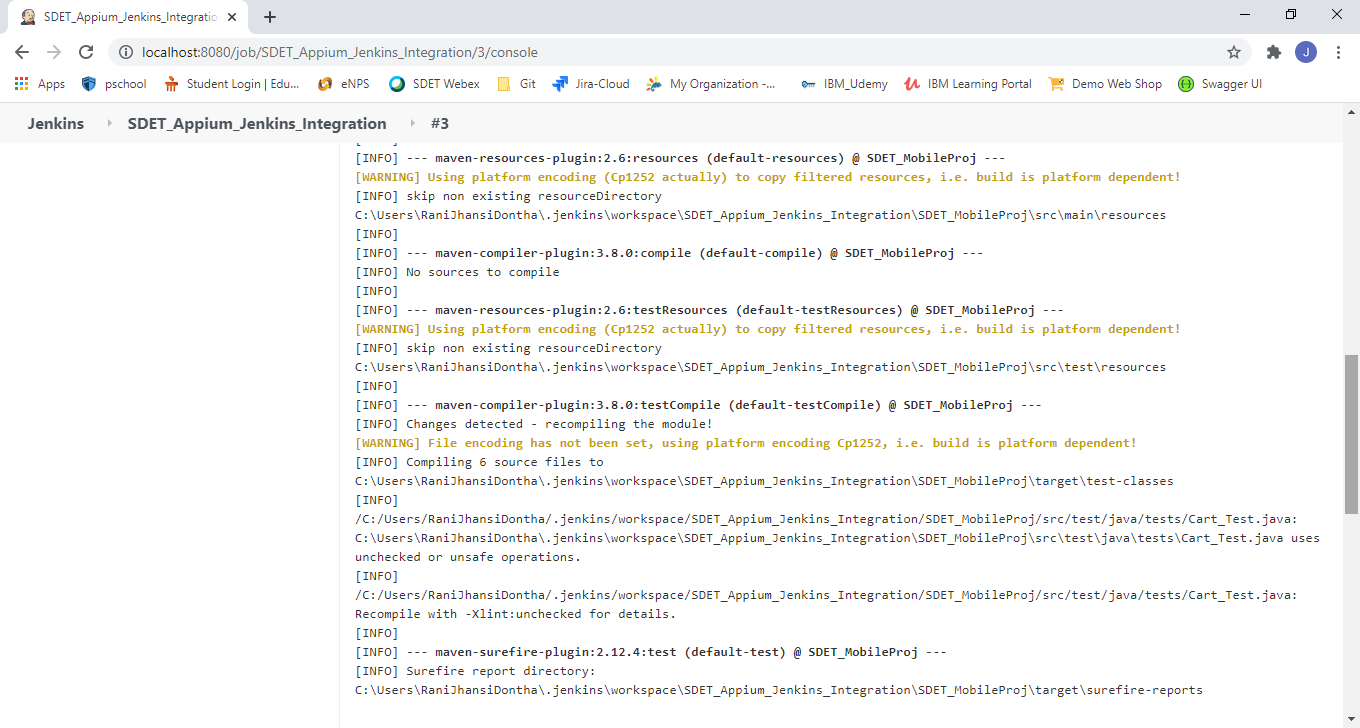 SDET_Appium_Jenkins_Integratio
localhost:8080/job/SDET_Appium_Jenkins_Integration/3/console
J
Apps pschool Student Login | Edu... eNPS SDET Webex Git Jira-Cloud My Organization -... IBM_Udemy IBM Learning Portal Demo Web Shop Swagger UI
Jenkins SDET_Appium_Jenkins_Integration #3
[INFO] --- maven-resources-plugin:2.6:resources (default-resources) @ SDET_MobileProj ---
[WARNING] Using platform encoding (Cp1252 actually) to copy filtered resources, i.e. build is platform dependent!
[INFO] skip non existing resourceDirectory
C:\Users\RaniJhansiDontha\.jenkins\workspace\SDET_Appium_Jenkins_Integration\SDET_MobileProj\src\main\resources
[INFO]
[INFO] --- maven-compiler-plugin:3.8.0:compile (default-compile) @ SDET_MobileProj ---
[INFO] No sources to compile
[INFO]
[INFO] --- maven-resources-plugin:2.6:testResources (default-testResources) @ SDET_MobileProj ---
[WARNING] Using platform encoding (Cp1252 actually) to copy filtered resources, i.e. build is platform dependent!
[INFO] skip non existing resourceDirectory
C:\Users\RaniJhansiDontha\.jenkins\workspace\SDET_Appium_Jenkins_Integration\SDET_MobileProj\src\test\resources
[INFO]
[INFO] --- maven-compiler-plugin:3.8.0:testCompile (default-testCompile) @ SDET_MobileProj ---
[INFO] Changes detected - recompiling the module!
[WARNING] File encoding has not been set, using platform encoding Cp1252, i.e. build is platform dependent!
[INFO] Compiling 6 source files to
C:\Users\RaniJhansiDontha\.jenkins\workspace\SDET_Appium_Jenkins_Integration\SDET_MobileProj\target\test-classes
[INFO]
/C:/Users/RaniJhansiDontha/.jenkins/workspace/SDET_Appium_Jenkins_Integration/SDET_MobileProj/src/test/java/tests/Cart_Test.java:
C:\Users\RaniJhansiDontha\.jenkins\workspace\SDET_Appium_Jenkins_Integration\SDET_MobileProj\src\test\java\tests\Cart_Test.java uses
unchecked or unsafe operations.
[INFO]
/C:/Users/RaniJhansiDontha/.jenkins/workspace/SDET_Appium_Jenkins_Integration/SDET_MobileProj/src/test/java/tests/Cart_Test.java:
Recompile with -Xlint:unchecked for details.
[INFO]
[INFO] --- maven-surefire-plugin:2.12.4:test (default-test) @ SDET_MobileProj ---
[INFO] Surefire report directory:
C:\Users\RaniJhansiDontha\.jenkins\workspace\SDET_Appium_Jenkins_Integration\SDET_MobileProj\target\surefire-reports